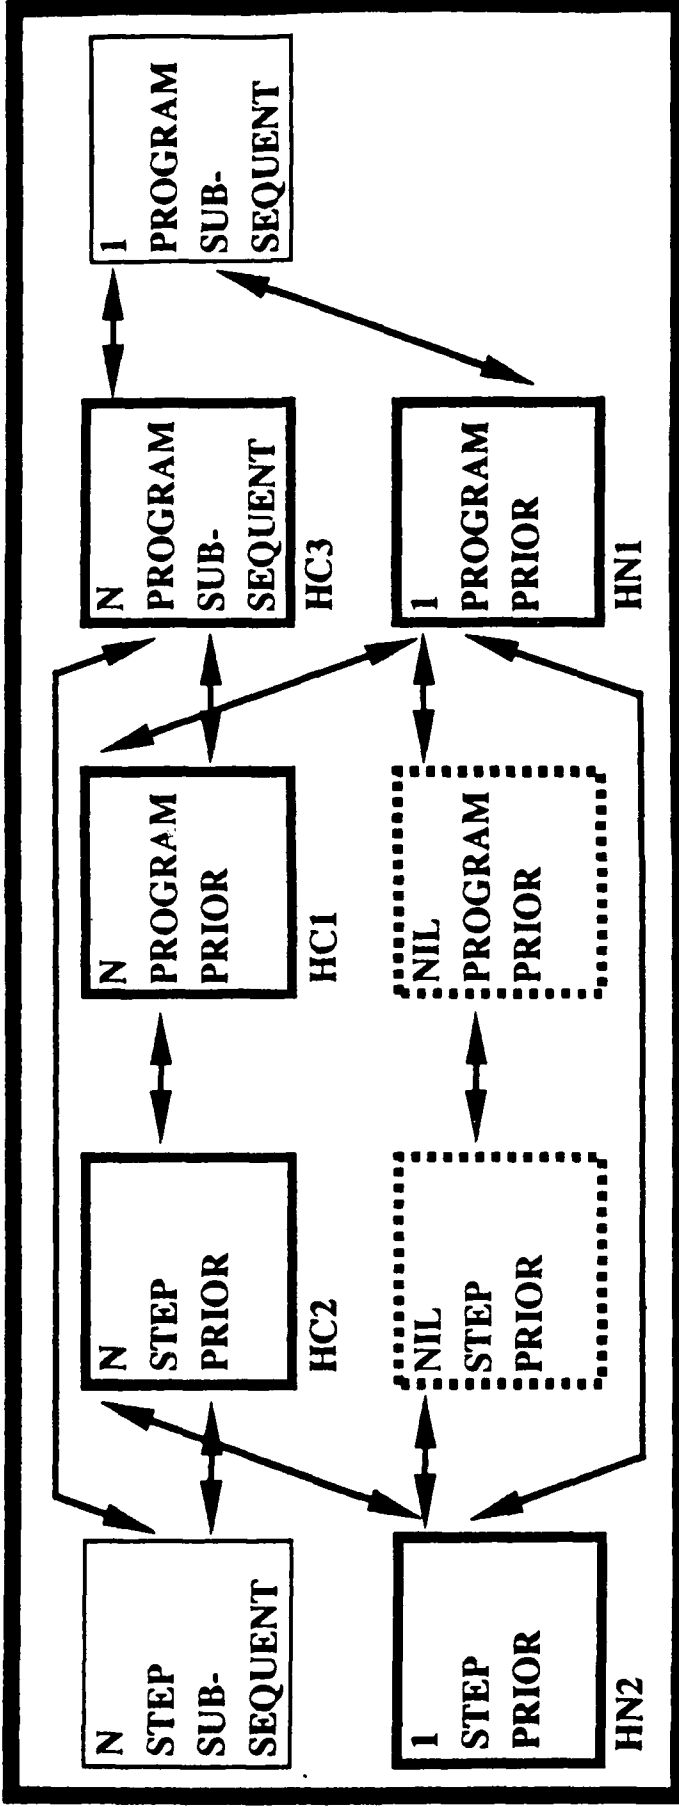 N
STEP
SUB-
SEQUENT
N
STEP
PRIOR
HC2
N
PROGRAM
PRIOR
HC1
N
PROGRAM
SUB-
SEQUENT
HC3
1
PROGRAM
SUB-
SEQUENT
1
STEP
PRIOR
HN2
NIL
STEP
PRIOR
NIL
PROGRAM
PRIOR
1
PROGRAM
PRIOR
HN1